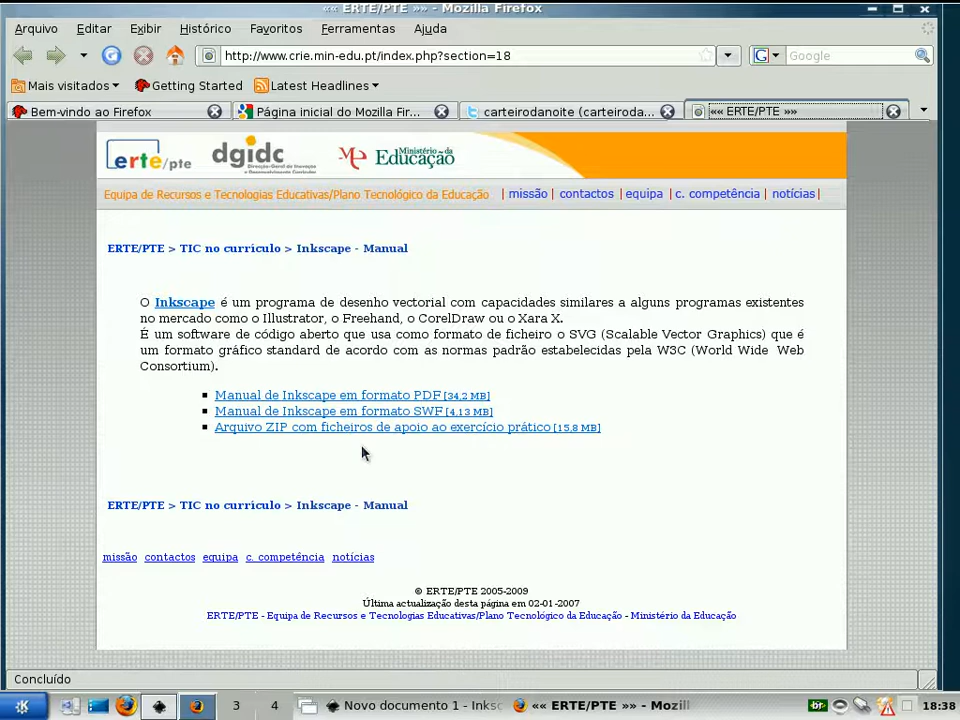 «« ERTE/PTE »» - Mozilla Firefox
Arquivo Editar Exibir Histórico Favoritos Ferramentas Ajuda
http://www.crie.min-edu.pt/index.php?section=18
Google
Mais visitados Getting Started Latest Headlines
Bem-vindo ao Firefox
Página inicial do Mozilla Fir...
carteirodanoite (carteiroda...
«« ERTE/PTE »»
erte/pte dgidc Ministério da Educação
Equipa de Recursos e Tecnologias Educativas/Plano Tecnológico da Educação | missão | contactos | equipa | c. competência | notícias|
ERTE/PTE > TIC no currículo > Inkscape - Manual
O Inkscape é um programa de desenho vectorial com capacidades similares a alguns programas existentes
no mercado como o Illustrator, o Freehand, o CorelDraw ou o Xara X.
É um software de código aberto que usa como formato de ficheiro o SVG (Scalable Vector Graphics) que é
um formato gráfico standard de acordo com as normas padrão estabelecidas pela W3C (World Wide Web
Consortium).
Manual de Inkscape em formato PDF [34,2 MB]
Manual de Inkscape em formato SWF [4,13 MB]
Arquivo ZIP com ficheiros de apoio ao exercício prático [15,8 MB]
ERTE/PTE > TIC no currículo > Inkscape - Manual
missão contactos equipa c. competência notícias
© ERTE/PTE 2005-2009
Última actualização desta página em 02-01-2007
ERTE/PTE - Equipa de Recursos e Tecnologias Educativas/Plano Tecnológico da Educação - Ministério da Educação
Concluído
3 4 Novo documento 1 - Inksc «« ERTE/PTE »» - Mozill br 18:38